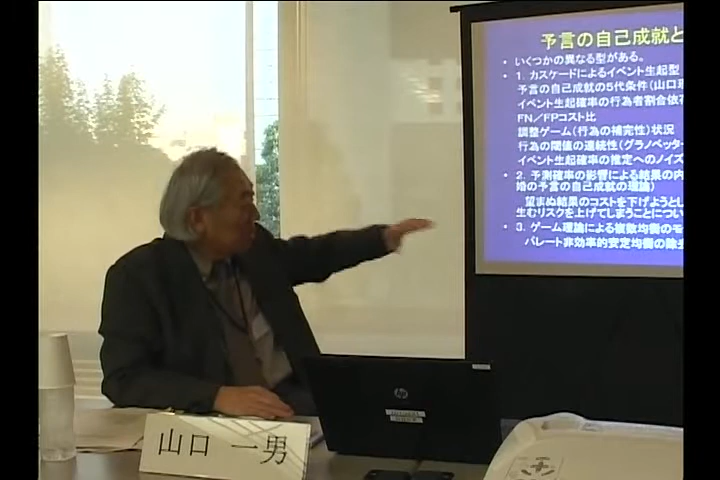 予言の自己成就と
・いくつかの異なる型がある。
・1. カスケードによるイベント生起型
予言の自己成就の5代条件(山口現
イベント生起確率の行為者割合依存
FN/FPコスト比
調整ゲーム(行為の補完性)状況
行為の閾値の連続性(グラノベッター
イベント生起確率の推定へのノイズ
・2. 予測確率の影響による結果の内
婚の予言の自己成就の理論)
望まぬ結果のコストを下げようとし
生むリスクを上げてしまうことについ
・3. ゲーム理論による複数均衡のモ
パレート非効率的安定均衡の除去
hp
山口 一男